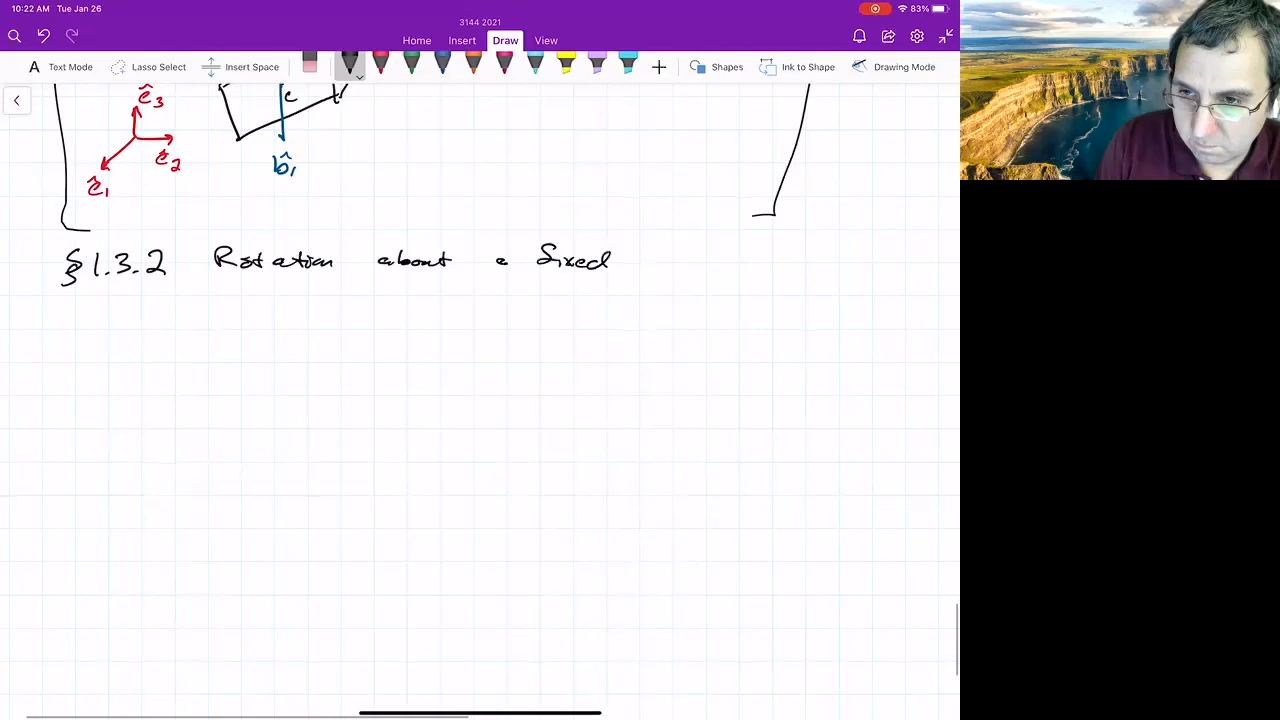 10:22 AM Tue Jan 26
83%
3144 2021
Home Insert Draw View
A Text Mode Lasso Select Insert Space Shapes Ink to Shape Drawing Mode
ê₃
ê₂
ê₁
c
b̂₁
§1.3.2 Rotation about a fixed